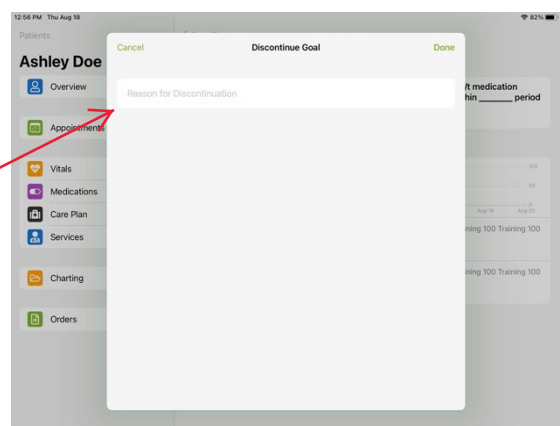 12:56 PM Thu Aug 18
82%
Patients
Ashley Doe
Cancel
Discontinue Goal
Done
Reason for Discontinuation
Overview
Appointments
Vitals
Medications
Care Plan
Services
Charting
Orders
/t medication
hin ______ period
100
50
0
Aug 18 Aug 20
ning 100 Training 100
ning 100 Training 100